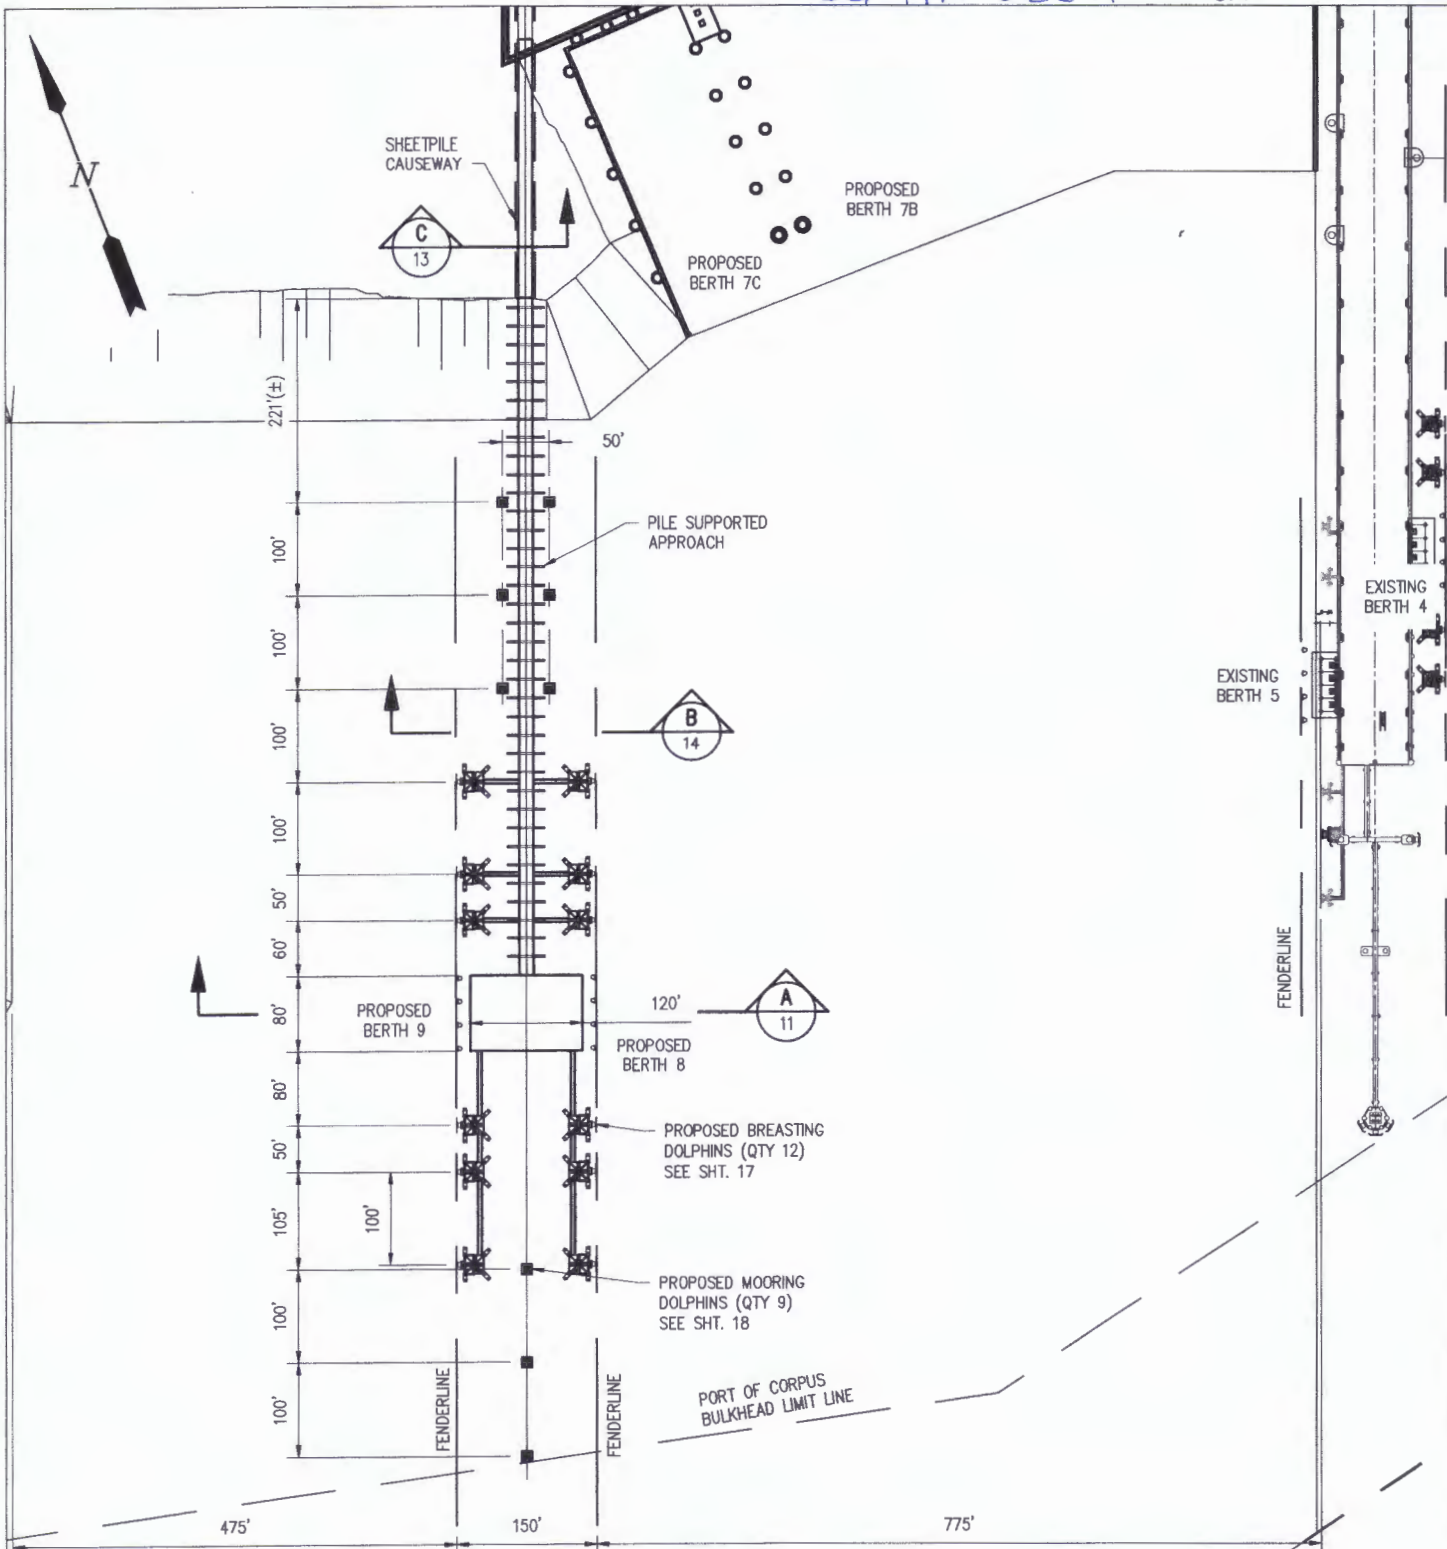 N
SHEETPILE
CAUSEWAY
C
13
PROPOSED
BERTH 7B
PROPOSED
BERTH 7C
221'(±)
50'
PILE SUPPORTED
APPROACH
100'
EXISTING
BERTH 4
100'
EXISTING
BERTH 5
B
14
100'
100'
50'
60'
FENDERLINE
80'
PROPOSED
BERTH 9
120'
A
11
PROPOSED
BERTH 8
80'
PROPOSED BREASTING
DOLPHINS (QTY 12)
SEE SHT. 17
50'
105'
100'
PROPOSED MOORING
DOLPHINS (QTY 9)
SEE SHT. 18
100'
PORT OF CORPUS
BULKHEAD LIMIT LINE
100'
FENDERLINE
FENDERLINE
475'
150'
775'